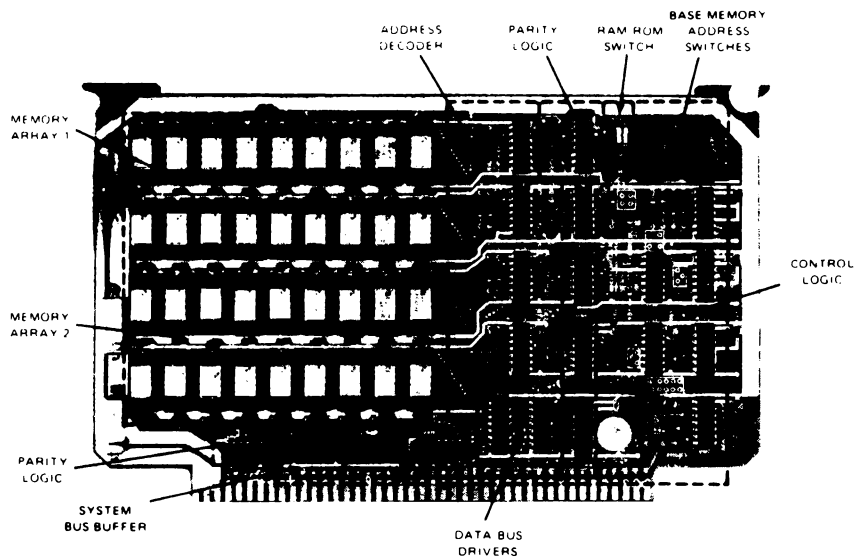 ADDRESS
DECODER
PARITY
LOGIC
RAM ROM
SWITCH
BASE MEMORY
ADDRESS
SWITCHES
MEMORY
ARRAY 1
CONTROL
LOGIC
MEMORY
ARRAY 2
PARITY
LOGIC
SYSTEM
BUS BUFFER
DATA BUS
DRIVERS